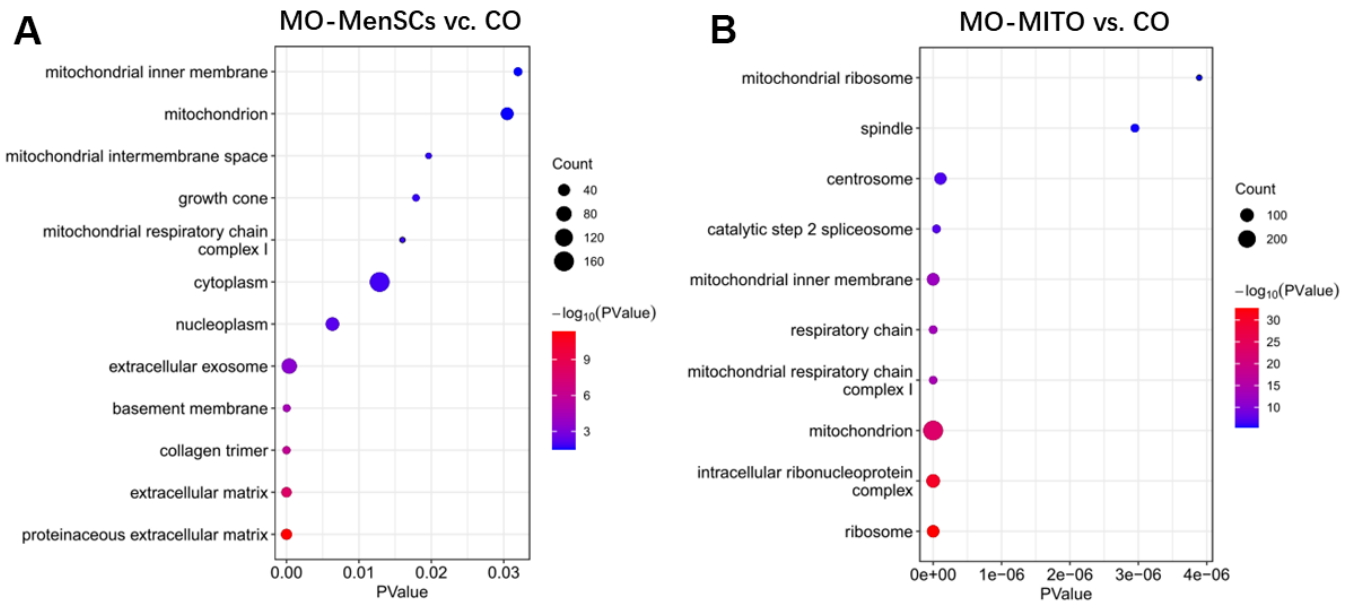 A
MO-MenSCs vc. CO
mitochondrial inner membrane
mitochondrion
mitochondrial intermembrane space
growth cone
mitochondrial respiratory chain
complex I
cytoplasm
nucleoplasm
extracellular exosome
basement membrane
collagen trimer
extracellular matrix
proteinaceous extracellular matrix
0.00 0.01 0.02 0.03
PValue
Count
40
80
120
160
−log10(PValue)
9
6
3
B
MO-MITO vs. CO
mitochondrial ribosome
spindle
centrosome
catalytic step 2 spliceosome
mitochondrial inner membrane
respiratory chain
mitochondrial respiratory chain
complex I
mitochondrion
intracellular ribonucleoprotein
complex
ribosome
0e+00 1e-06 2e-06 3e-06 4e-06
PValue
Count
100
200
−log10(PValue)
30
25
20
15
10